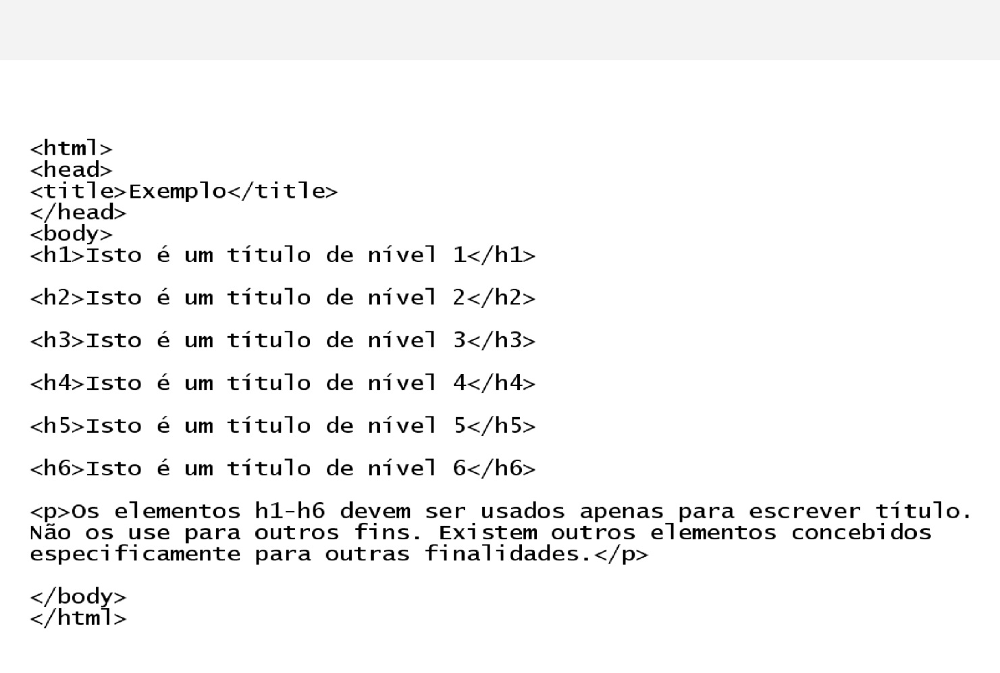 <html>
<head>
<title>Exemplo</title>
</head>
<body>
<h1>Isto é um título de nível 1</h1>
<h2>Isto é um título de nível 2</h2>
<h3>Isto é um título de nível 3</h3>
<h4>Isto é um título de nível 4</h4>
<h5>Isto é um título de nível 5</h5>
<h6>Isto é um título de nível 6</h6>
<p>Os elementos h1-h6 devem ser usados apenas para escrever título.
Não os use para outros fins. Existem outros elementos concebidos
especificamente para outras finalidades.</p>
</body>
</html>